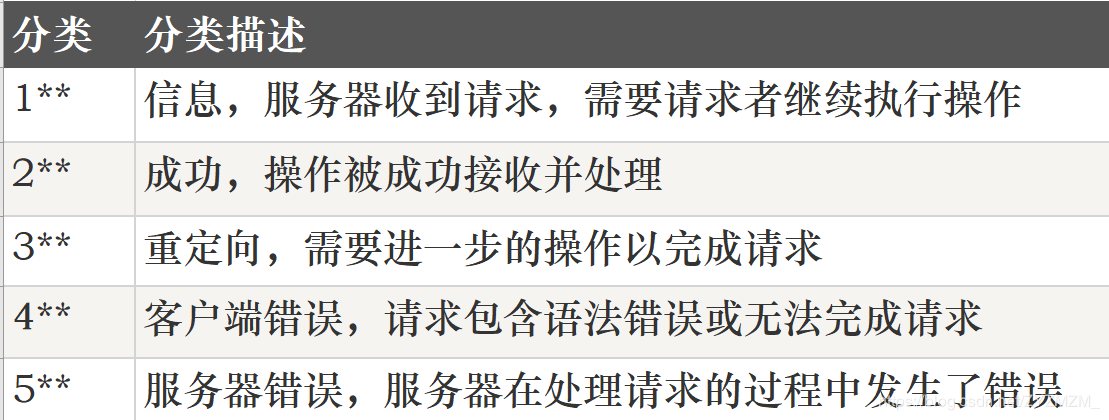 分类 分类描述
1** 信息，服务器收到请求，需要请求者继续执行操作
2** 成功，操作被成功接收并处理
3** 重定向，需要进一步的操作以完成请求
4** 客户端错误，请求包含语法错误或无法完成请求
5** 服务器错误，服务器在处理请求的过程中发生了错误